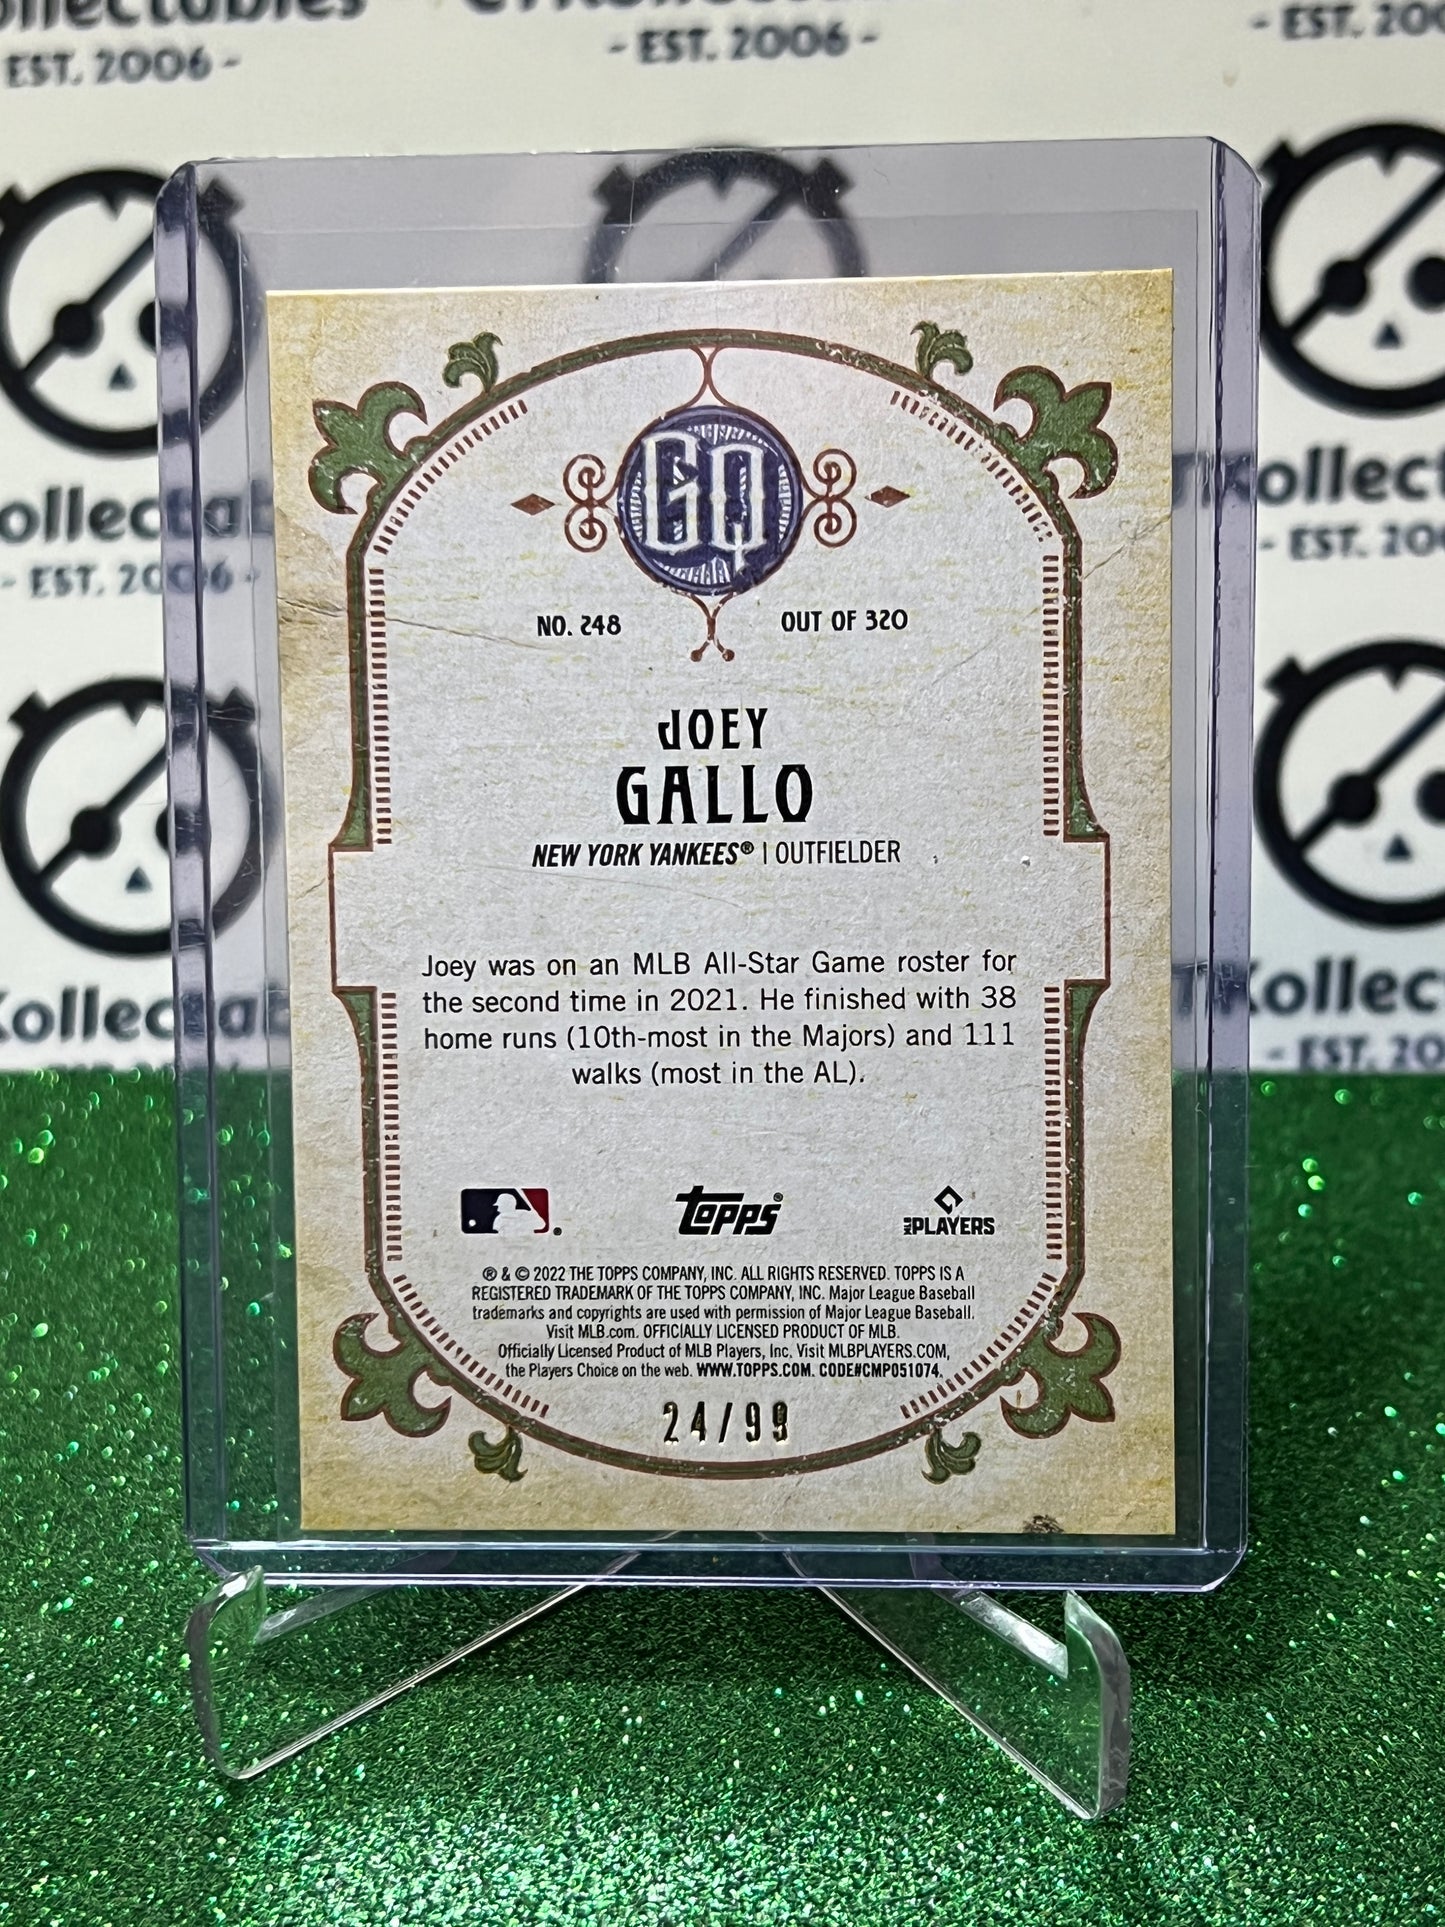 - EST. 2006 -
- EST. 2006 -
- EST. 200
- EST. 2006 -
- EST. 200
- EST. 20
GQ
NO. 248
OUT OF 320
JOEY
GALLO
NEW YORK YANKEES® | OUTFIELDER
Joey was on an MLB All-Star Game roster for
the second time in 2021. He finished with 38
home runs (10th-most in the Majors) and 111
walks (most in the AL).
topps®
MLB PLAYERS
® & © 2022 THE TOPPS COMPANY, INC. ALL RIGHTS RESERVED. TOPPS IS A
REGISTERED TRADEMARK OF THE TOPPS COMPANY, INC. Major League Baseball
trademarks and copyrights are used with permission of Major League Baseball.
Visit MLB.com. OFFICIALLY LICENSED PRODUCT OF MLB.
Officially Licensed Product of MLB Players, Inc. Visit MLBPLAYERS.COM,
the Players Choice on the web. WWW.TOPPS.COM. CODE#CMP051074.
24/99